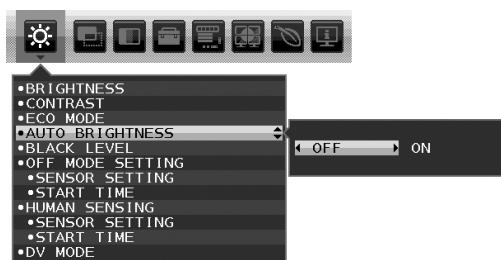 •BRIGHTNESS
•CONTRAST
•ECO MODE
•AUTO BRIGHTNESS
OFF ON
•BLACK LEVEL
•OFF MODE SETTING
•SENSOR SETTING
•START TIME
•HUMAN SENSING
•SENSOR SETTING
•START TIME
•DV MODE